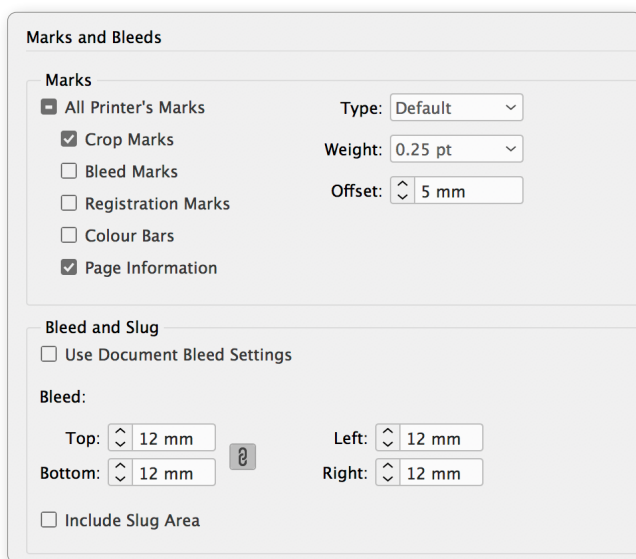 Marks and Bleeds
Marks
All Printer's Marks
Type: Default
Crop Marks
Weight: 0.25 pt
Bleed Marks
Offset: 5 mm
Registration Marks
Colour Bars
Page Information
Bleed and Slug
Use Document Bleed Settings
Bleed:
Top: 12 mm
Left: 12 mm
Bottom: 12 mm
Right: 12 mm
Include Slug Area